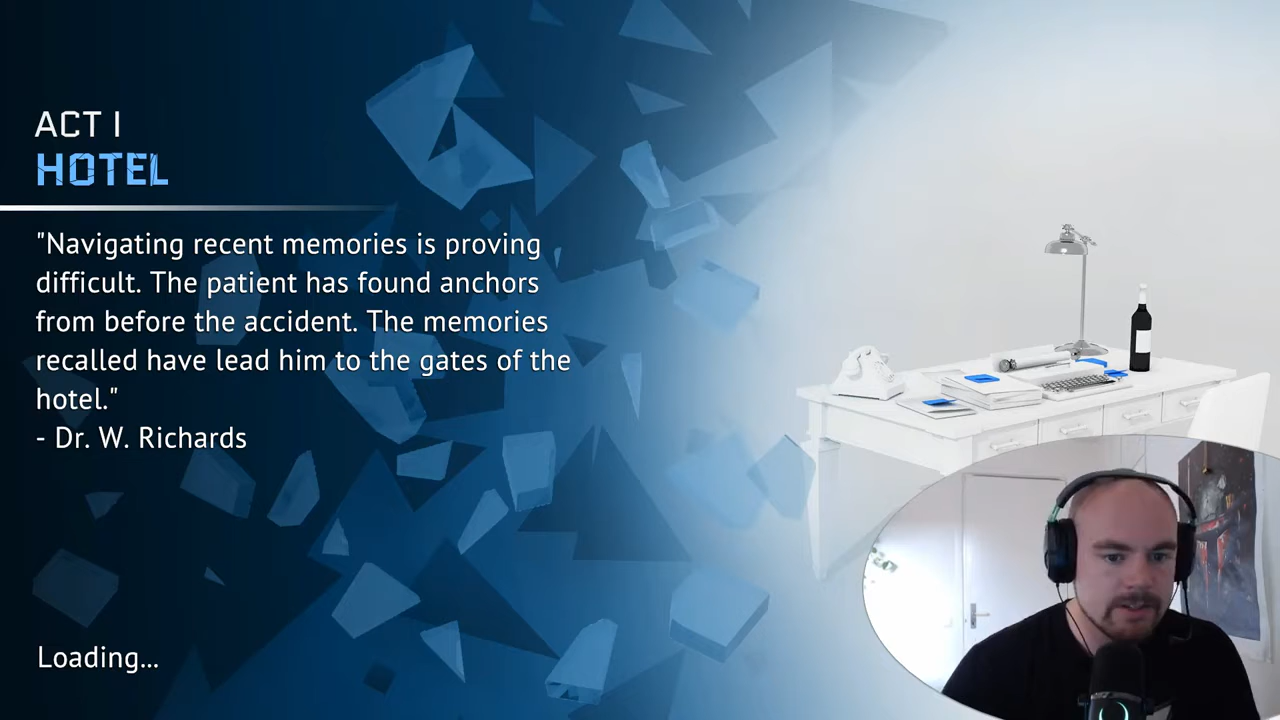 ACT I
HOTEL
"Navigating recent memories is proving
difficult. The patient has found anchors
from before the accident. The memories
recalled have lead him to the gates of the
hotel."
- Dr. W. Richards
Loading...